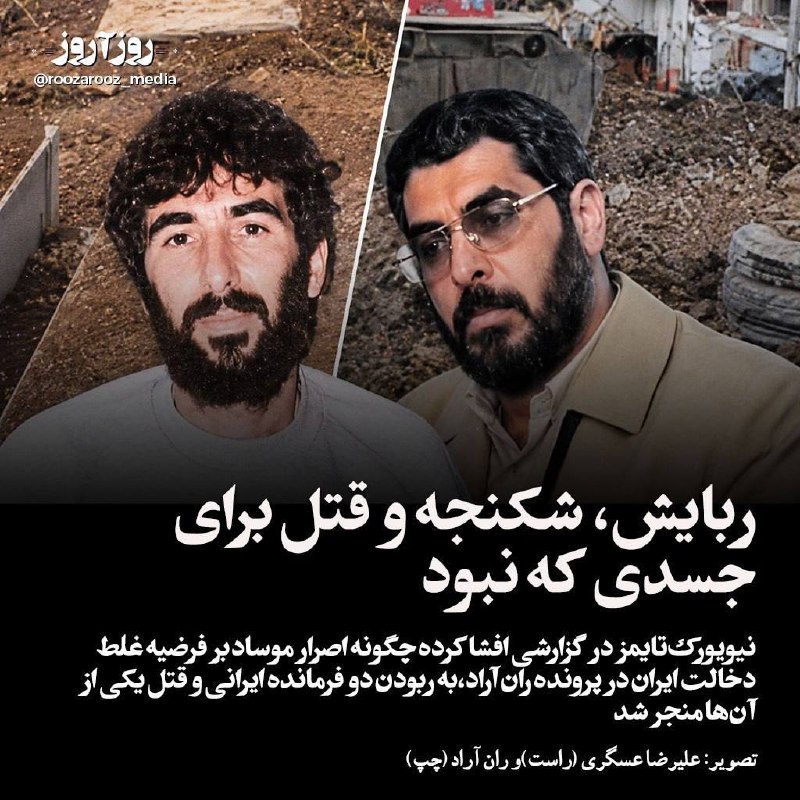 روزآروز
@roozarooz_media
ربایش، شکنجه و قتل برای
جسدی که نبود
نیویورک‌تایمز در گزارشی افشا کرده چگونه اصرار موساد بر فرضیه غلط
دخالت ایران در پرونده ران آراد، به ربودن دو فرمانده ایرانی و قتل یکی از
آن‌ها منجر شد
تصویر: علیرضا عسگری (راست) و ران آراد (چپ)